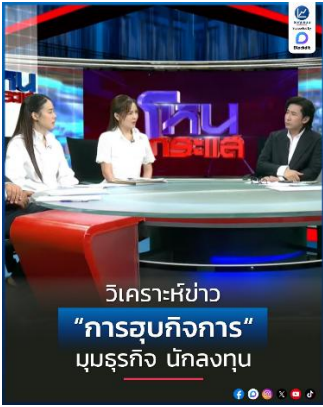 โหน
กระแส
วิเคราะห์ข่าว
“การฮุบกิจการ“
มุมธุรกิจ นักลงทุน